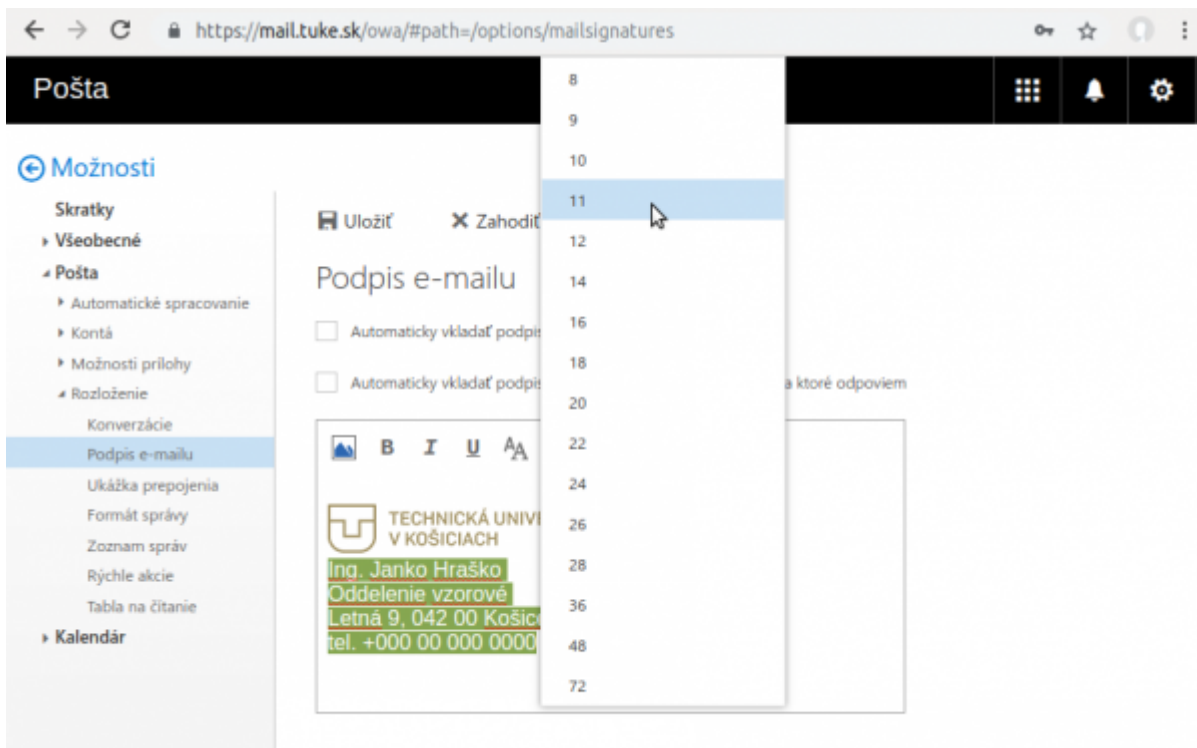 https://mail.tuke.sk/owa/#path=/options/mailsignatures
Pošta
Možnosti
Skratky
Všeobecné
Pošta
Automatické spracovanie
Kontá
Možnosti prílohy
Rozloženie
Konverzácie
Podpis e-mailu
Ukážka prepojenia
Formát správy
Zoznam správ
Rýchle akcie
Tabla na čítanie
Kalendár
Uložiť Zahodiť
Podpis e-mailu
Automaticky vkladať podpis
Automaticky vkladať podpis a ktoré odpoviem
B I U AA
TECHNICKÁ UNIV
V KOŠICIACH
Ing. Janko Hraško
Oddelenie vzorové
Letná 9, 042 00 Košic
tel. +000 00 000 0000
8
9
10
11
12
14
16
18
20
22
24
26
28
36
48
72